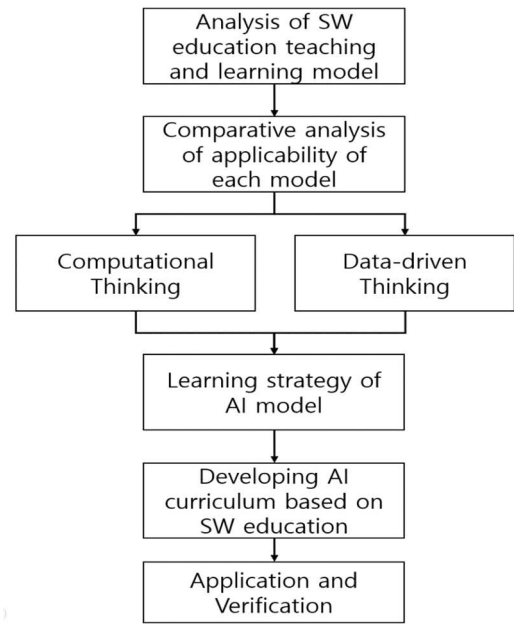 Analysis of SW
education teaching
and learning model
Comparative analysis
of applicability of
each model
Computational
Thinking
Data-driven
Thinking
Learning strategy of
AI model
Developing AI
curriculum based on
SW education
Application and
Verification